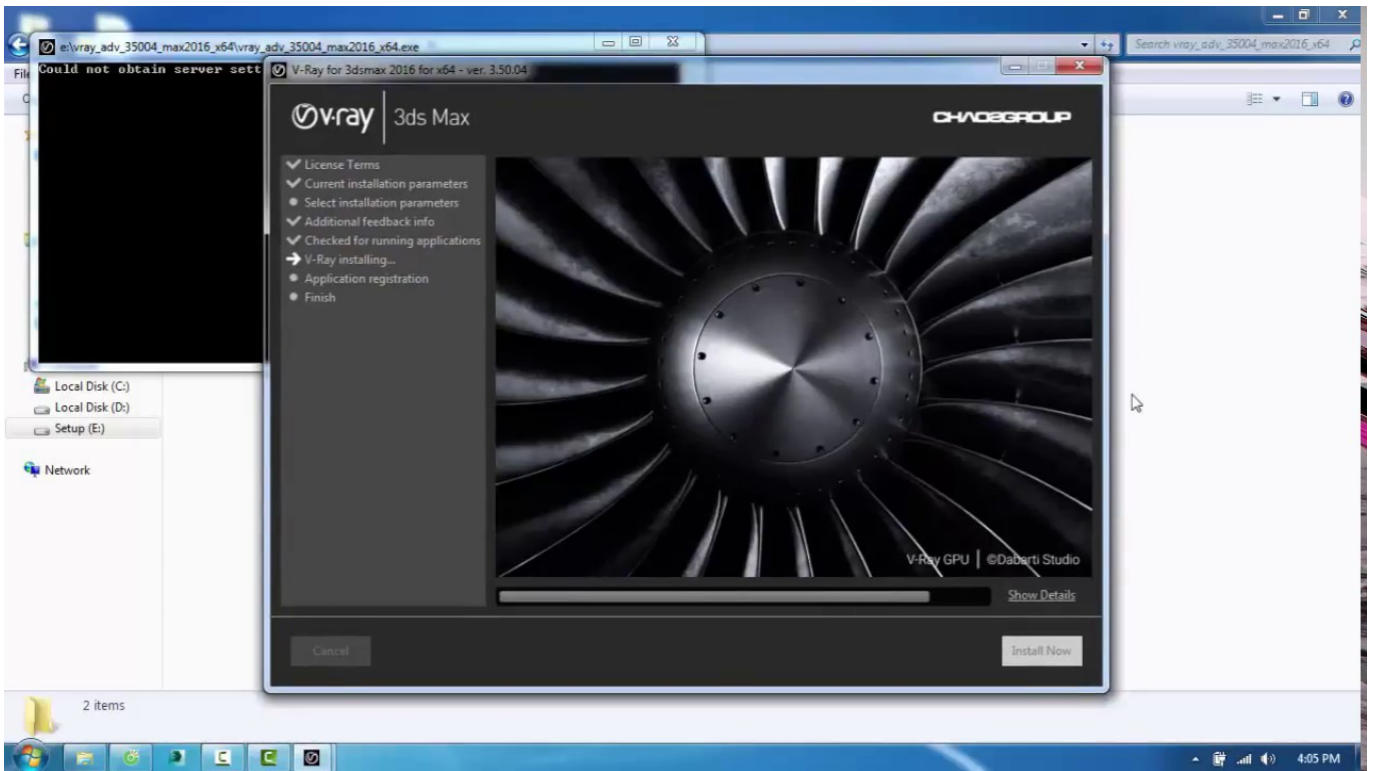 e:\vray_adv_35004_max2016_x64\vray_adv_35004_max2016_x64.exe
Search vray_adv_35004_max2016_x64
Could not obtain server sett
V-Ray for 3dsmax 2016 for x64 - ver. 3.50.04
v·ray | 3ds Max
CHAOSGROUP
License Terms
Current installation parameters
Select installation parameters
Additional feedback info
Checked for running applications
V-Ray installing...
Application registration
Finish
Local Disk (C:)
Local Disk (D:)
Setup (E:)
Network
V-Ray GPU | ©Dabarti Studio
Show Details
Cancel
Install Now
2 items
4:05 PM